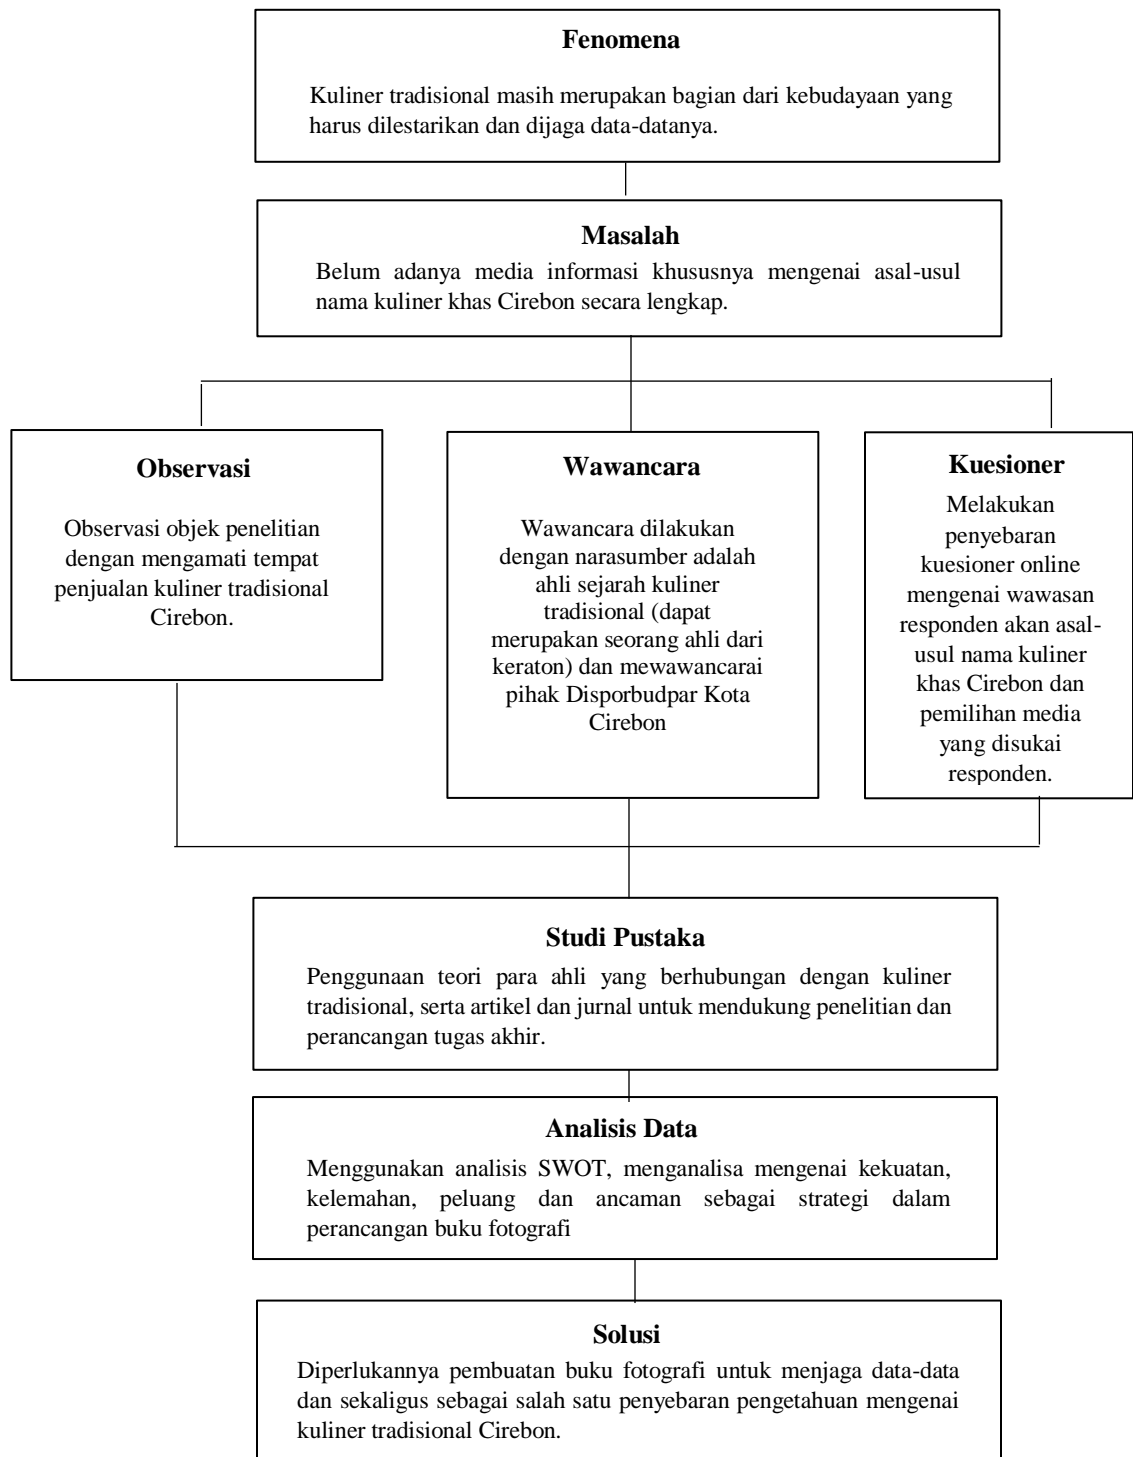 Fenomena
Kuliner tradisional masih merupakan bagian dari kebudayaan yang
harus dilestarikan dan dijaga data-datanya.
Masalah
Belum adanya media informasi khususnya mengenai asal-usul
nama kuliner khas Cirebon secara lengkap.
Observasi
Observasi objek penelitian
dengan mengamati tempat
penjualan kuliner tradisional
Cirebon.
Wawancara
Wawancara dilakukan
dengan narasumber adalah
ahli sejarah kuliner
tradisional (dapat
merupakan seorang ahli dari
keraton) dan mewawancarai
pihak Disporbudpar Kota
Cirebon
Kuesioner
Melakukan
penyebaran
kuesioner online
mengenai wawasan
responden akan asal-
usul nama kuliner
khas Cirebon dan
pemilihan media
yang disukai
responden.
Studi Pustaka
Penggunaan teori para ahli yang berhubungan dengan kuliner
tradisional, serta artikel dan jurnal untuk mendukung penelitian dan
perancangan tugas akhir.
Analisis Data
Menggunakan analisis SWOT, menganalisa mengenai kekuatan,
kelemahan, peluang dan ancaman sebagai strategi dalam
perancangan buku fotografi
Solusi
Diperlukannya pembuatan buku fotografi untuk menjaga data-data
dan sekaligus sebagai salah satu penyebaran pengetahuan mengenai
kuliner tradisional Cirebon.